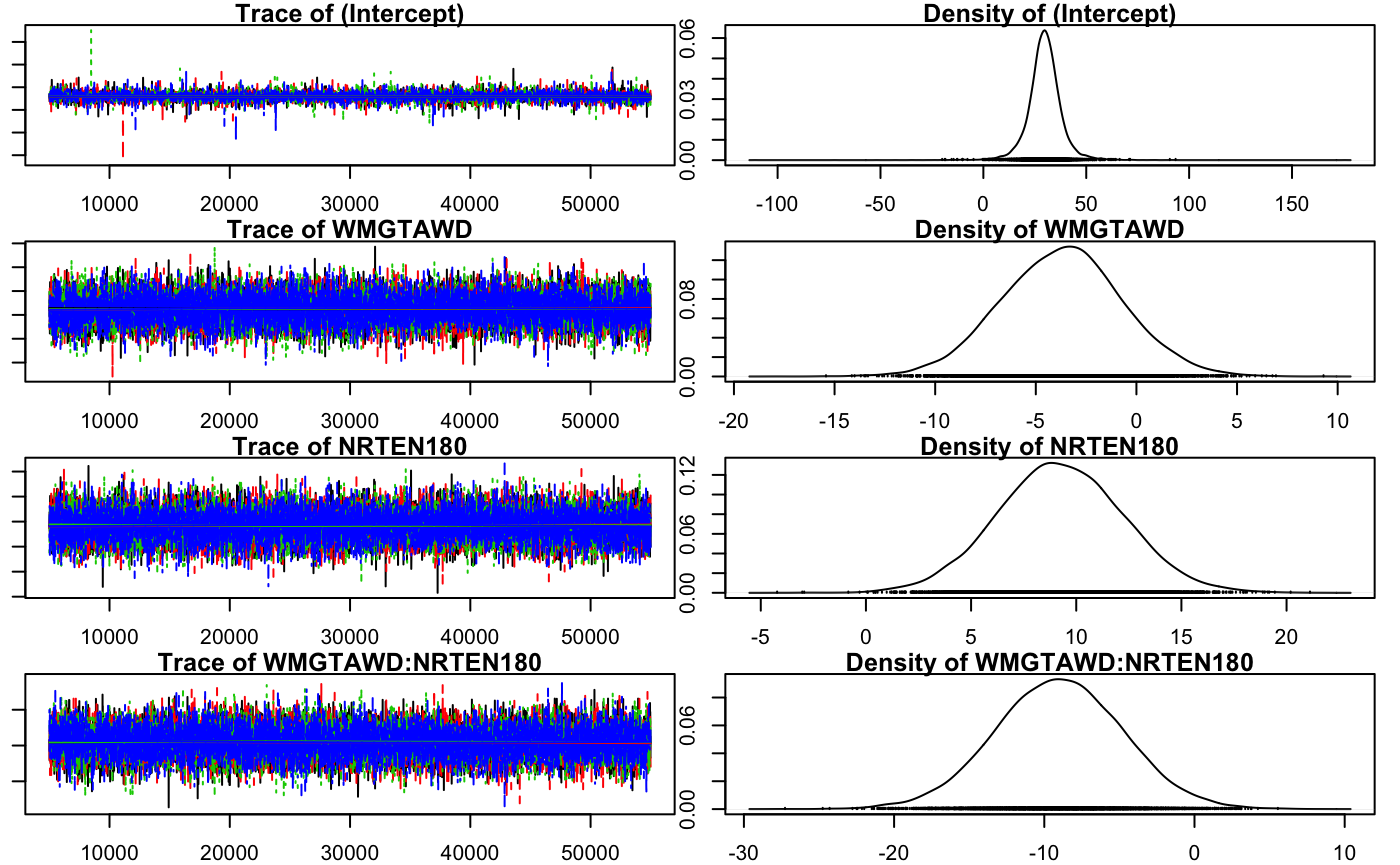 Trace of (Intercept)
Density of (Intercept)
0.00 0.03 0.06
10000 20000 30000 40000 50000
-100 -50 0 50 100 150
Trace of WMGTAWD
Density of WMGTAWD
0.00 0.08
10000 20000 30000 40000 50000
-20 -15 -10 -5 0 5 10
Trace of NRTEN180
Density of NRTEN180
0.00 0.06 0.12
10000 20000 30000 40000 50000
-5 0 5 10 15 20
Trace of WMGTAWD:NRTEN180
Density of WMGTAWD:NRTEN180
0.00 0.06
10000 20000 30000 40000 50000
-30 -20 -10 0 10